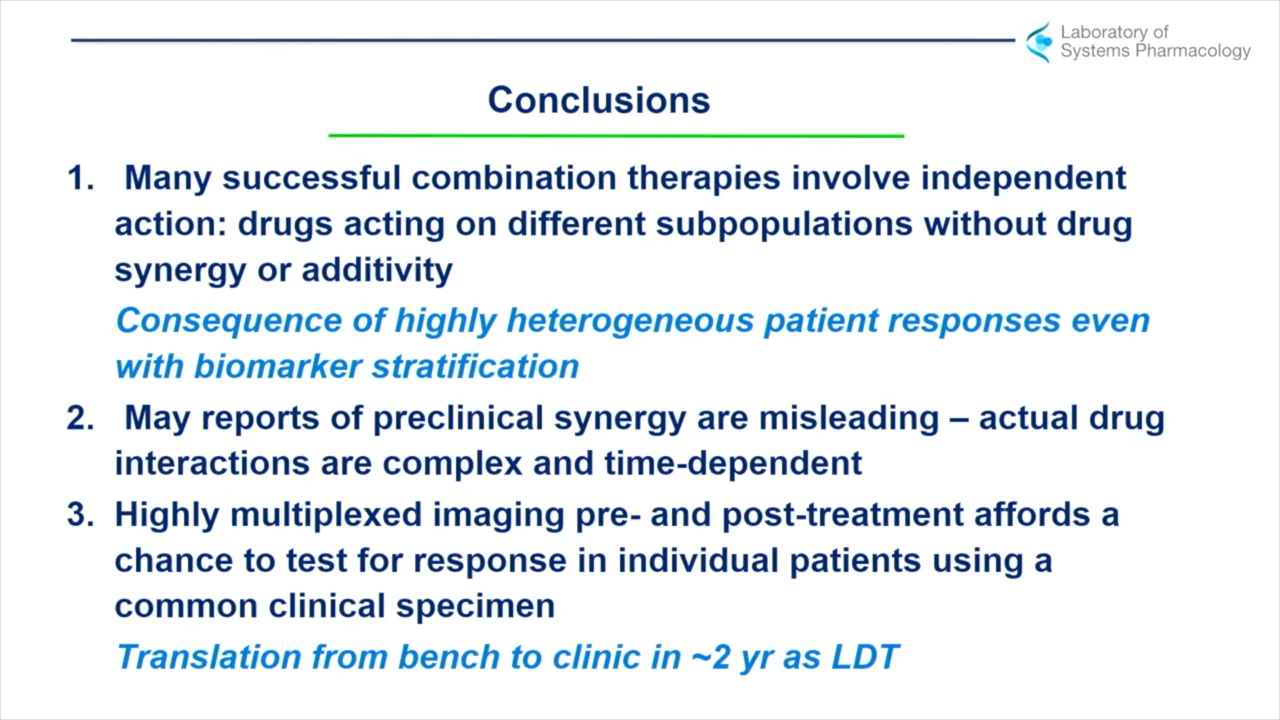 Laboratory of
Systems Pharmacology
Conclusions
1. Many successful combination therapies involve independent
action: drugs acting on different subpopulations without drug
synergy or additivity
Consequence of highly heterogeneous patient responses even
with biomarker stratification
2. May reports of preclinical synergy are misleading – actual drug
interactions are complex and time-dependent
3. Highly multiplexed imaging pre- and post-treatment affords a
chance to test for response in individual patients using a
common clinical specimen
Translation from bench to clinic in ~2 yr as LDT